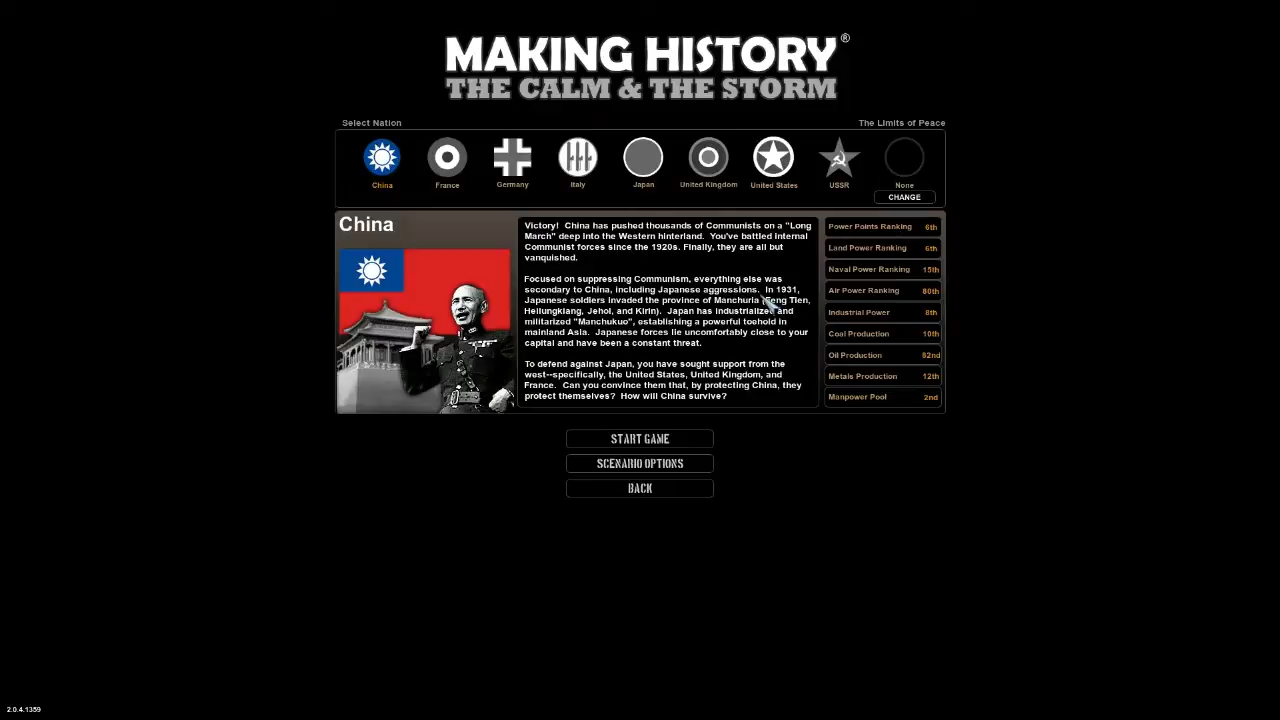 MAKING HISTORY®
THE CALM & THE STORM
Select Nation
The Limits of Peace
China
France
Germany
Italy
Japan
United Kingdom
United States
USSR
None
CHANGE
China
Victory! China has pushed thousands of Communists on a "Long
March" deep into the Western hinterland. You've battled internal
Communist forces since the 1920s. Finally, they are all but
vanquished.
Focused on suppressing Communism, everything else was
secondary to China, including Japanese aggressions. In 1931,
Japanese soldiers invaded the province of Manchuria (Feng Tien,
Heilungkiang, Jehol, and Kirin). Japan has industrialized and
militarized "Manchukuo", establishing a powerful toehold in
mainland Asia. Japanese forces lie uncomfortably close to your
capital and have been a constant threat.
To defend against Japan, you have sought support from the
west--specifically, the United States, United Kingdom, and
France. Can you convince them that, by protecting China, they
protect themselves? How will China survive?
Power Points Ranking 6th
Land Power Ranking 6th
Naval Power Ranking 15th
Air Power Ranking 80th
Industrial Power 8th
Coal Production 10th
Oil Production 82nd
Metals Production 12th
Manpower Pool 2nd
START GAME
SCENARIO OPTIONS
BACK
2.0.4.1359